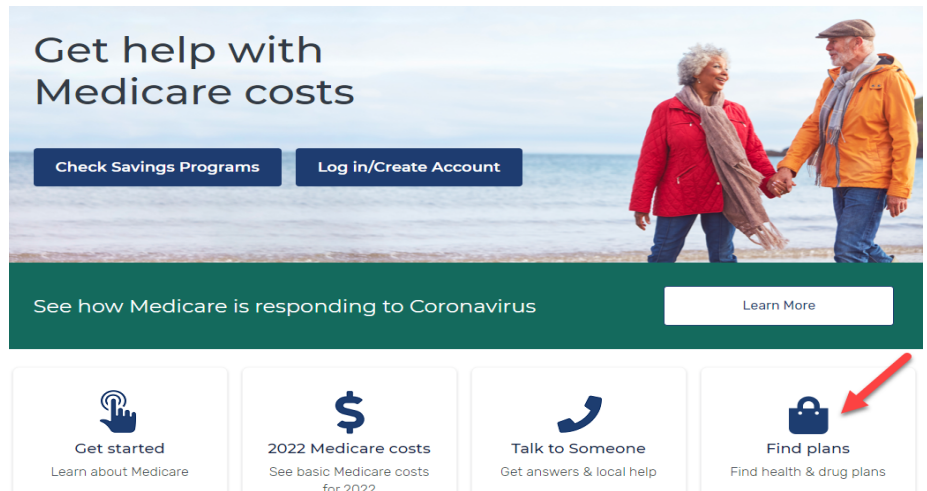 Get help with
Medicare costs
Check Savings Programs
Log in/Create Account
See how Medicare is responding to Coronavirus
Learn More
Get started
Learn about Medicare
2022 Medicare costs
See basic Medicare costs
for 2022
Talk to Someone
Get answers & local help
Find plans
Find health & drug plans